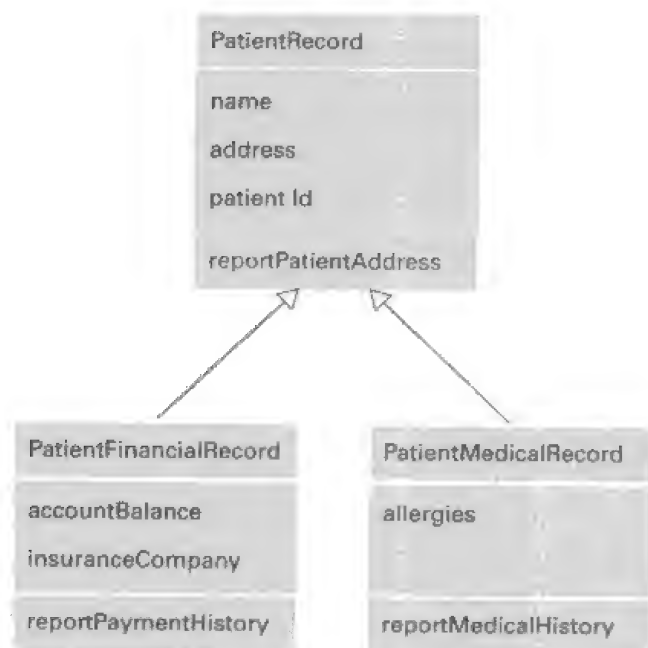 PatientRecord
name
address
patient Id
reportPatientAddress
PatientFinancialRecord
accountBalance
insuranceCompany
reportPaymentHistory
PatientMedicalRecord
allergies
reportMedicalHistory